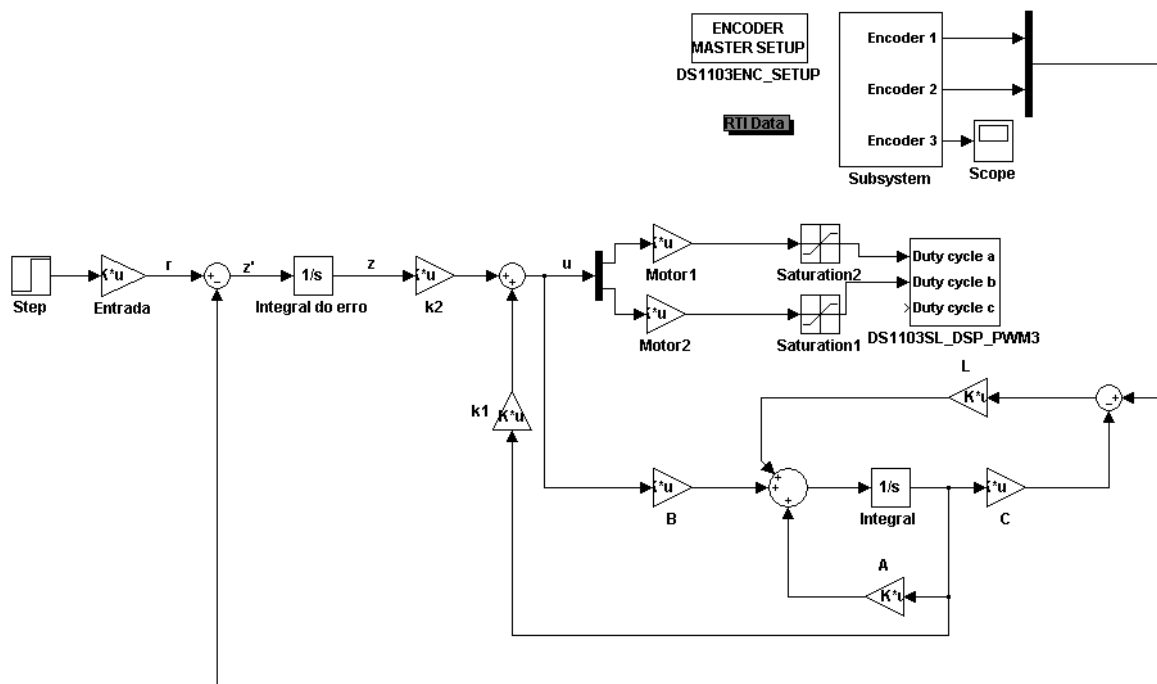 ENCODER
MASTER SETUP
DS1103ENC_SETUP
RTI Data
Encoder 1
Encoder 2
Encoder 3
Subsystem
Scope
Step
*u
Entrada
r
+
−
z'
1/s
Integral do erro
z
*u
k2
+
+
u
*u
Motor1
*u
Motor2
Saturation2
Saturation1
Duty cycle a
Duty cycle b
Duty cycle c
DS1103SL_DSP_PWM3
L
K*u
−
+
k1
K*u
*u
B
+
+
+
1/s
Integral
*u
C
A
K*u